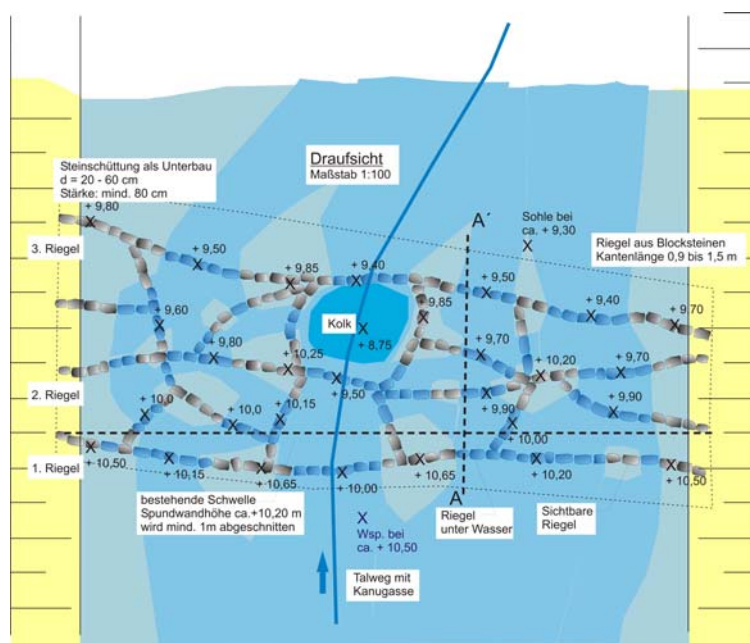 Draufsicht
Maßstab 1:100
Steinschüttung als Unterbau
d = 20 - 60 cm
Stärke: mind. 80 cm
+ 9,80
A´
Sohle bei
ca. + 9,30
Riegel aus Blocksteinen
Kantenlänge 0,9 bis 1,5 m
3. Riegel
+ 9,50
+ 9,85
+ 9,40
+ 9,50
+ 9,40
+ 9,70
+ 9,60
+ 9,85
Kolk
+ 8,75
+ 9,80
+ 9,70
+ 10,25
+ 10,20
+ 9,70
2. Riegel
+ 9,50
+ 10,0
+ 10,0
+ 10,15
+ 9,90
+ 9,90
+ 10,00
1. Riegel
+ 10,50
+ 10,15
+ 10,65
+ 10,00
+ 10,65
+ 10,20
+ 10,50
bestehende Schwelle
Spundwandhöhe ca.+10,20 m
wird mind. 1m abgeschnitten
A
Riegel
unter Wasser
Sichtbare
Riegel
Wsp. bei
ca. + 10,50
Talweg mit
Kanugasse